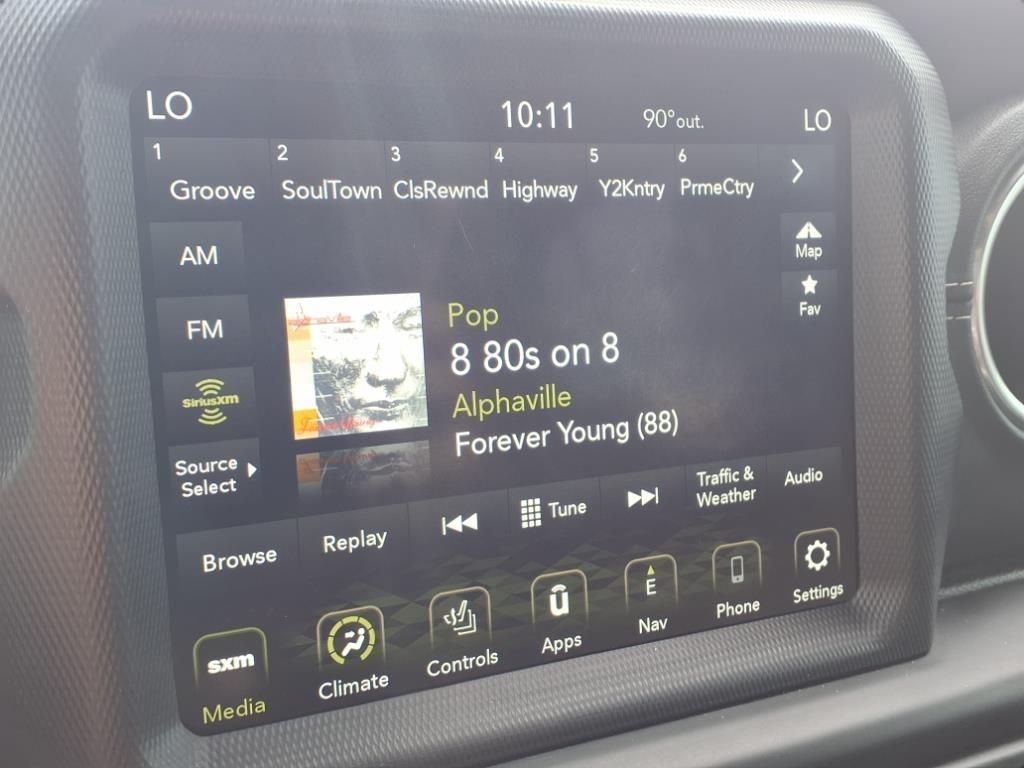 LO 10:11 90° out. LO
1 2 3 4 5 6
Groove SoulTown ClsRewnd Highway Y2Kntry PrmeCtry
AM
Map
FM
Fav
Pop
8 80s on 8
Alphaville
Forever Young (88)
SiriusXM
Source
Select
Forever Young
Browse Replay Tune
Traffic &
Weather
Audio
sxm
Media
Climate
Controls
Apps
E
Nav
Phone
Settings